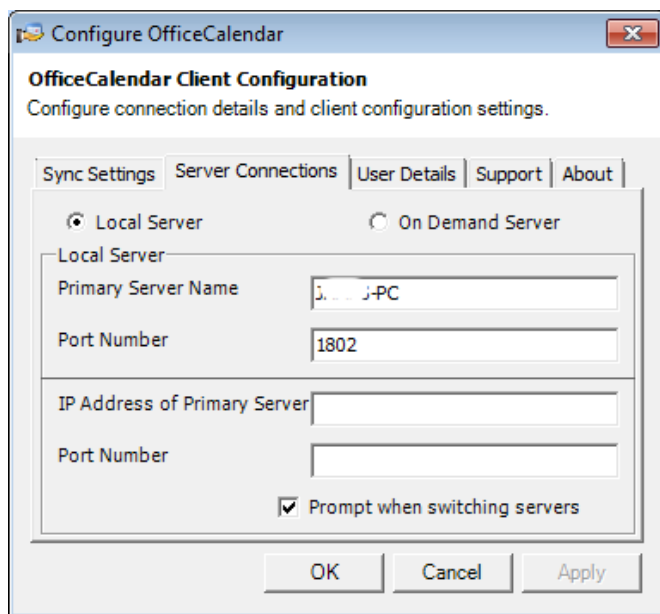 Configure OfficeCalendar
OfficeCalendar Client Configuration
Configure connection details and client configuration settings.
Sync Settings Server Connections User Details Support About
Local Server On Demand Server
Local Server
Primary Server Name -PC
Port Number 1802
IP Address of Primary Server
Port Number
Prompt when switching servers
OK Cancel Apply